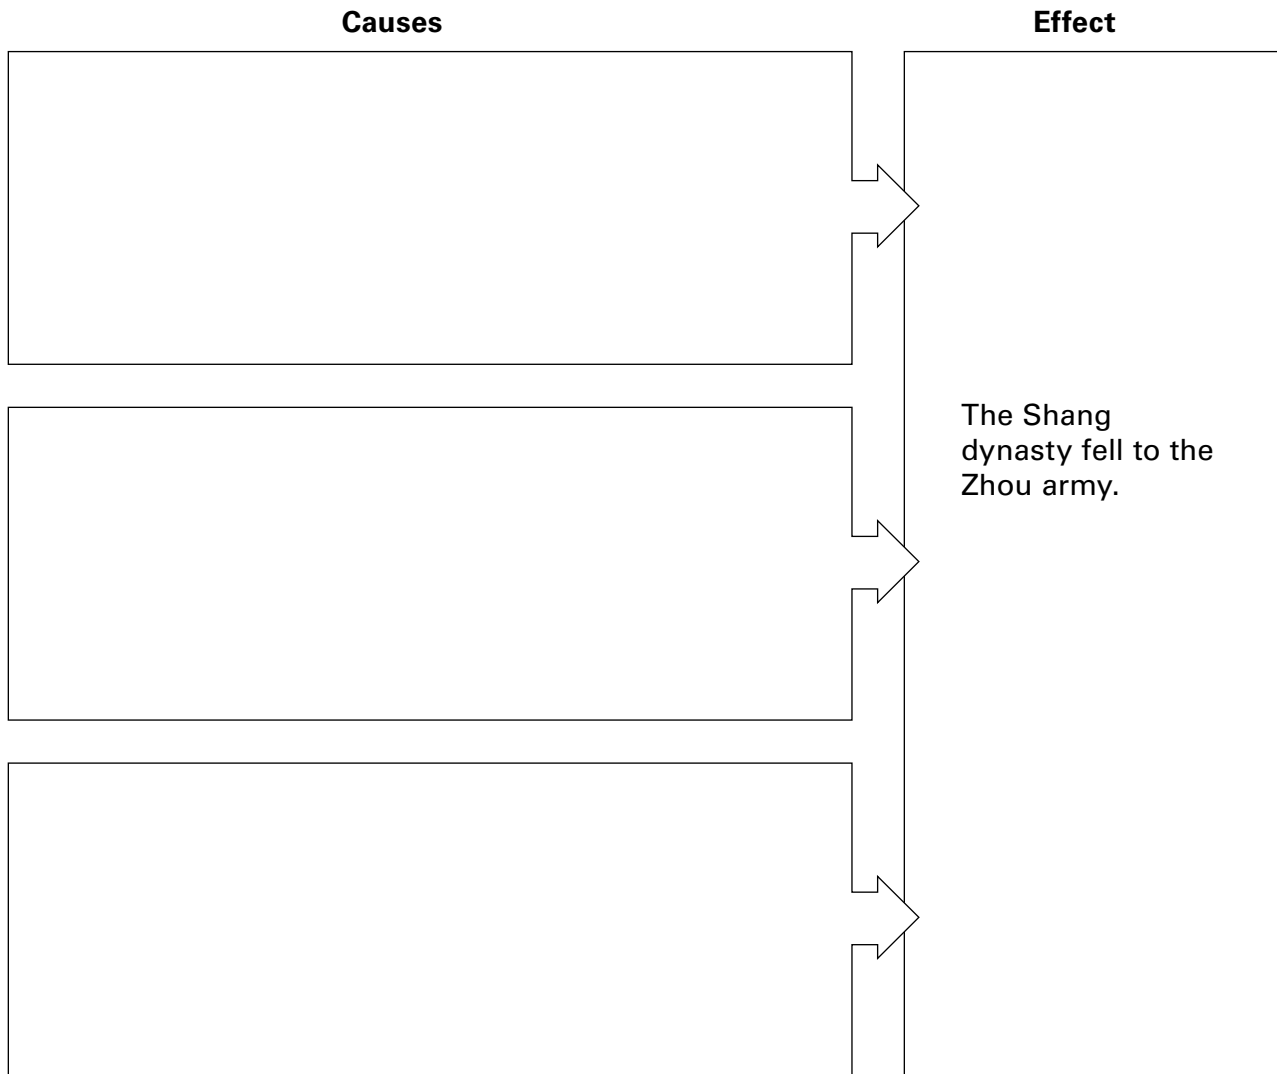 Causes
Effect
The Shang
dynasty fell to the
Zhou army.